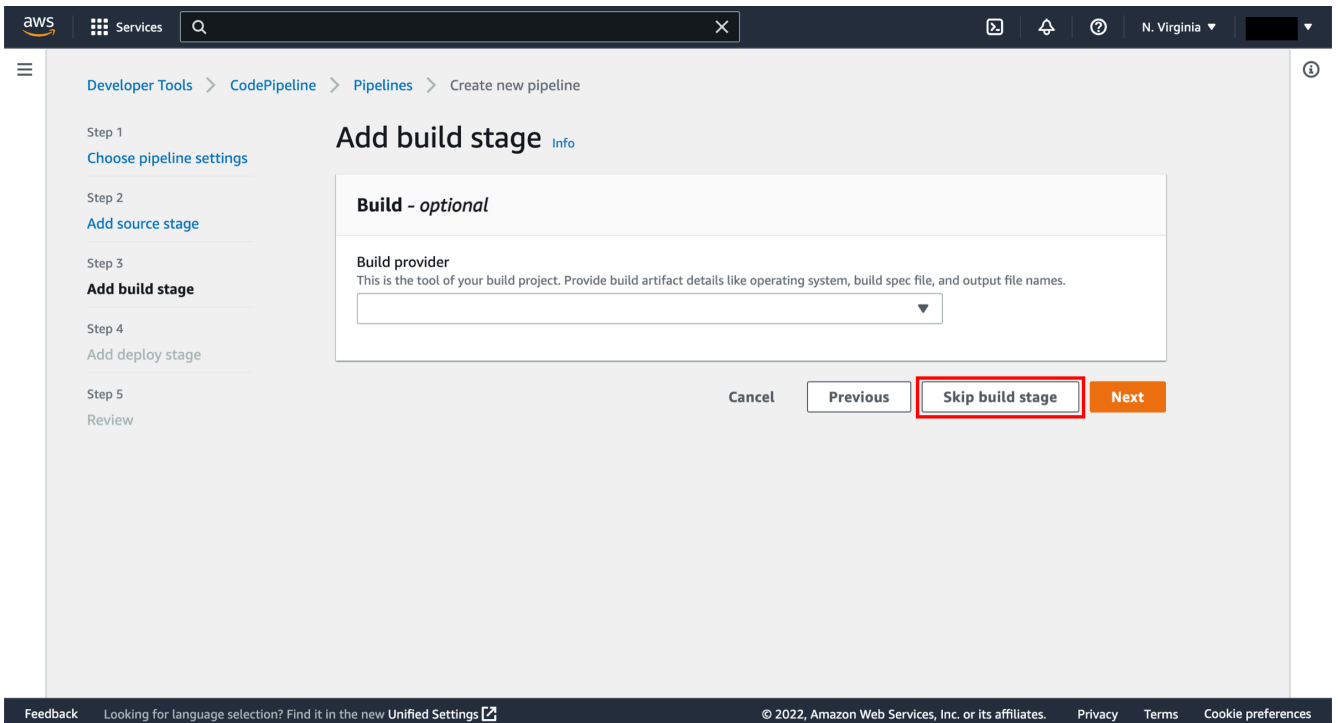 aws Services N. Virginia
Developer Tools CodePipeline Pipelines Create new pipeline
Step 1
Choose pipeline settings
Step 2
Add source stage
Step 3
Add build stage
Step 4
Add deploy stage
Step 5
Review
Add build stage Info
Build - optional
Build provider
This is the tool of your build project. Provide build artifact details like operating system, build spec file, and output file names.
Cancel Previous Skip build stage Next
Feedback Looking for language selection? Find it in the new Unified Settings © 2022, Amazon Web Services, Inc. or its affiliates. Privacy Terms Cookie preferences